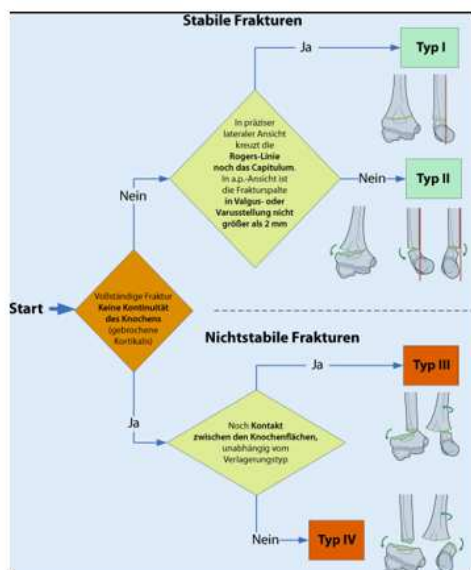 Stabile Frakturen
Ja
Typ I
In präziser
lateraler Ansicht
kreuzt die
Rogers-Linie
noch das Capitulum.
In a.p.-Ansicht ist
die Frakturspalte
in Valgus- oder
Varusstellung nicht
größer als 2 mm
Nein
Nein
Typ II
Start
Vollständige Fraktur
Keine Kontinuität
des Knochens
(gebrochene
Kortikalis)
Nichtstabile Frakturen
Ja
Typ III
Ja
Noch Kontakt
zwischen den Knochenflächen,
unabhängig vom
Verlagerungstyp
Nein
Typ IV